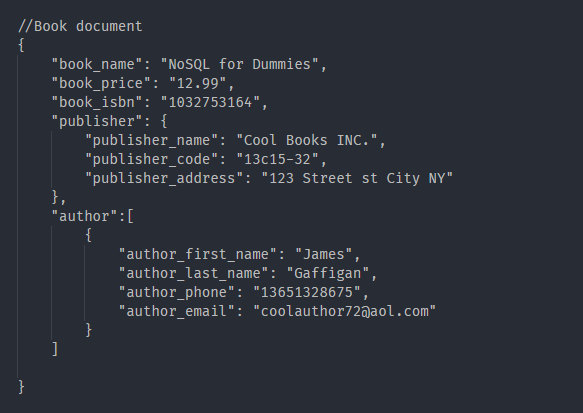 //Book document
{
    "book_name": "NoSQL for Dummies",
    "book_price": "12.99",
    "book_isbn": "1032753164",
    "publisher": {
        "publisher_name": "Cool Books INC.",
        "publisher_code": "13c15-32",
        "publisher_address": "123 Street st City NY"
    },
    "author":[
        {
            "author_first_name": "James",
            "author_last_name": "Gaffigan",
            "author_phone": "13651328675",
            "author_email": "coolauthor72@aol.com"
        }
    ]
}